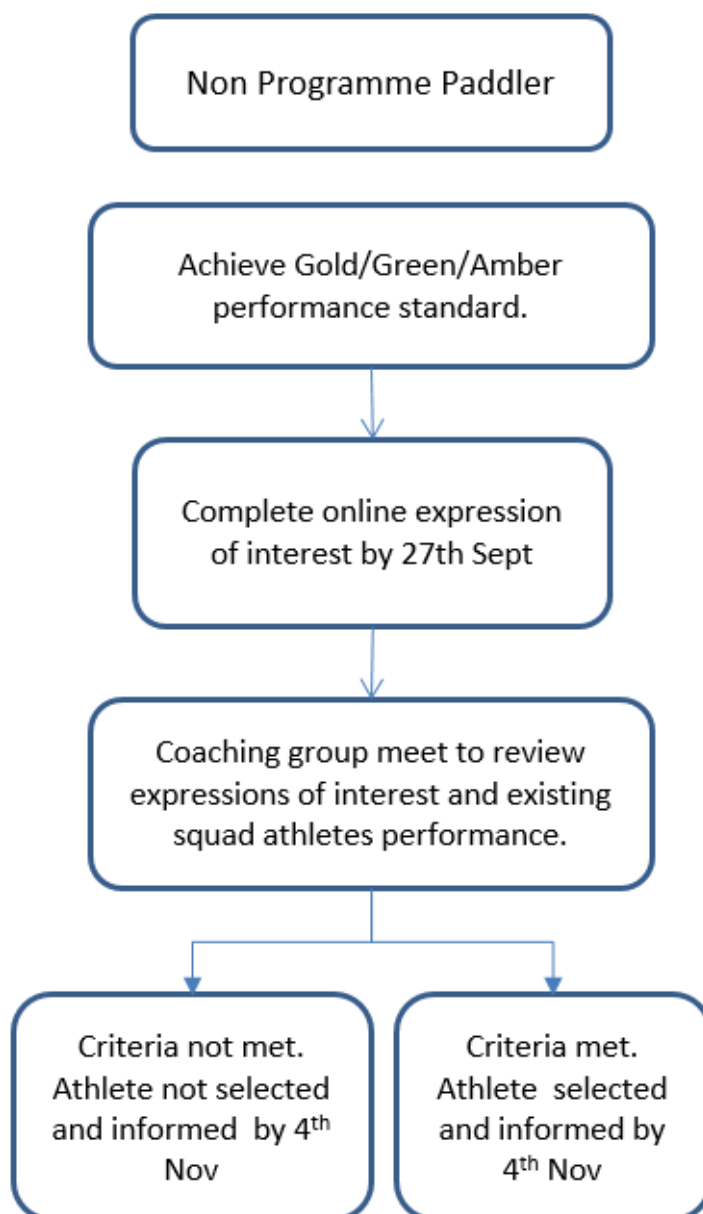 Non Programme Paddler
Achieve Gold/Green/Amber
performance standard.
Complete online expression
of interest by 27th Sept
Coaching group meet to review
expressions of interest and existing
squad athletes performance.
Criteria not met.
Athlete not selected
and informed  by 4th
Nov
Criteria met.
Athlete  selected
and informed by
4th Nov